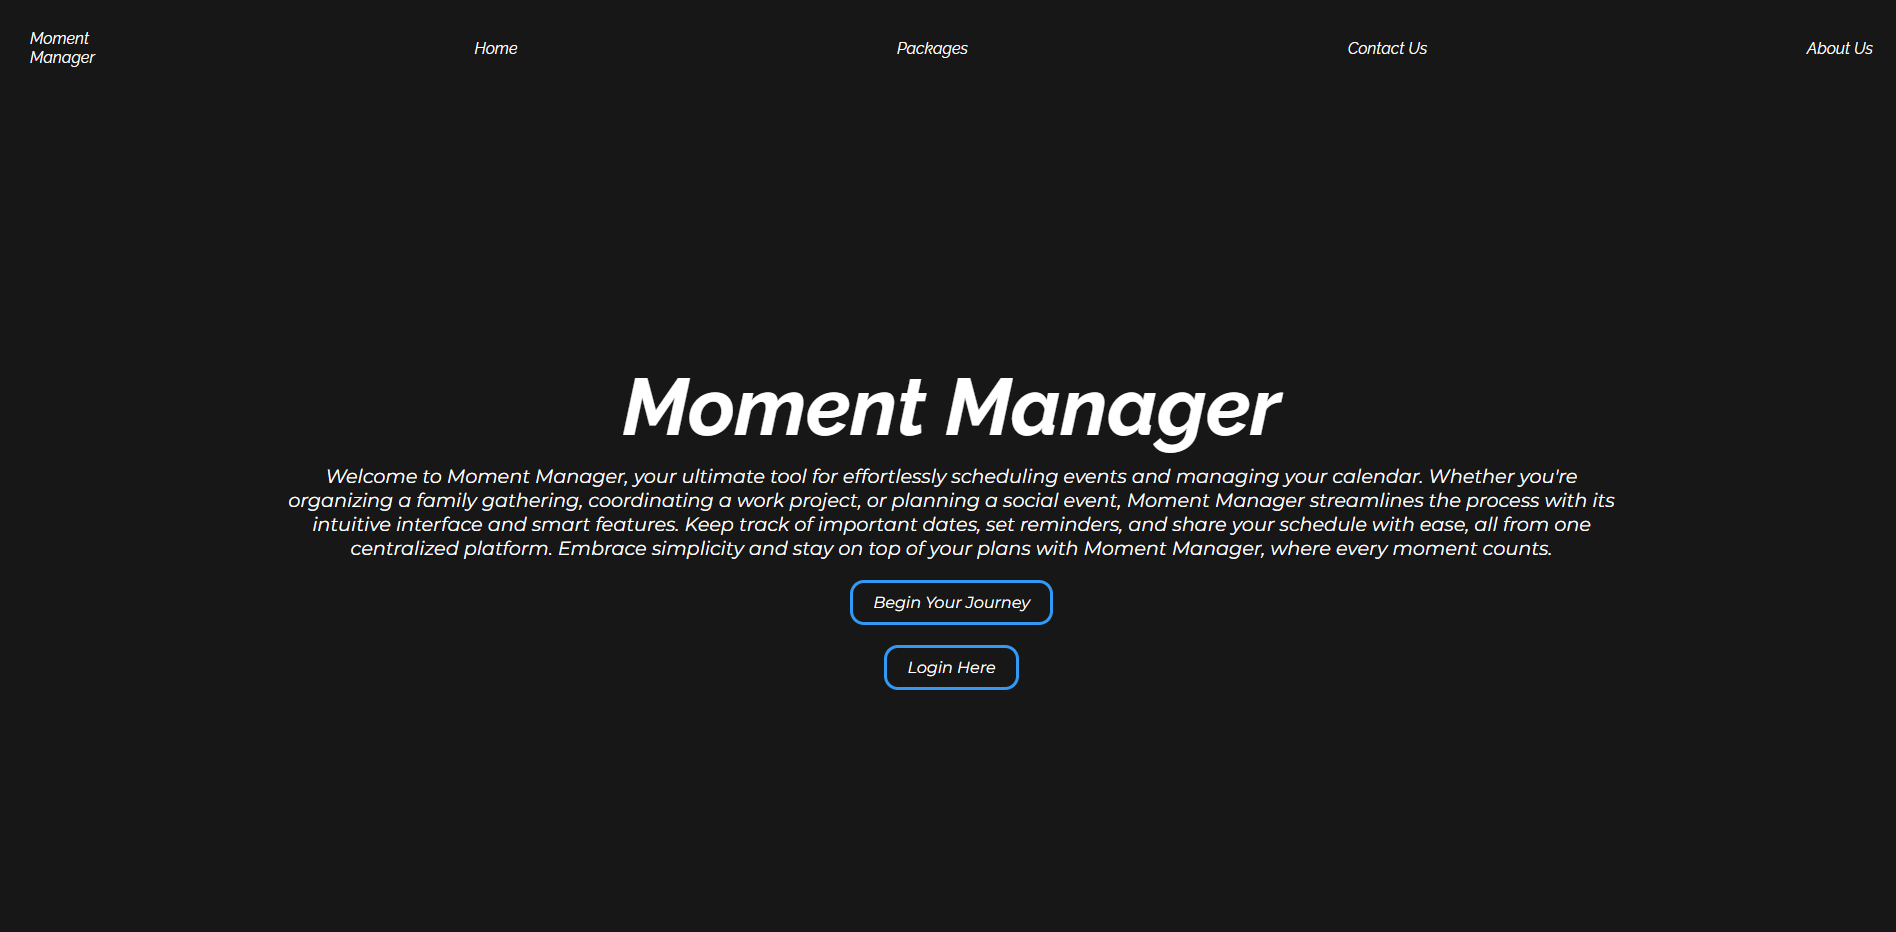 Moment
Manager
Home
Packages
Contact Us
About Us
Moment Manager
Welcome to Moment Manager, your ultimate tool for effortlessly scheduling events and managing your calendar. Whether you're
organizing a family gathering, coordinating a work project, or planning a social event, Moment Manager streamlines the process with its
intuitive interface and smart features. Keep track of important dates, set reminders, and share your schedule with ease, all from one
centralized platform. Embrace simplicity and stay on top of your plans with Moment Manager, where every moment counts.
Begin Your Journey
Login Here